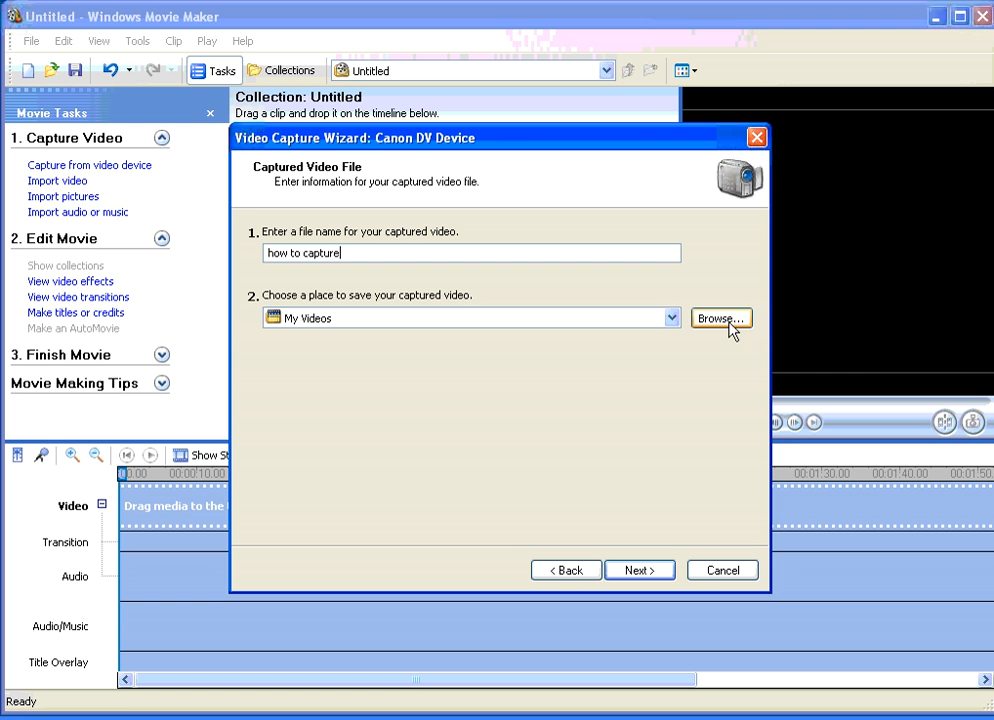 Untitled - Windows Movie Maker
File Edit View Tools Clip Play Help
Tasks Collections Untitled
Movie Tasks
Collection: Untitled
Drag a clip and drop it on the timeline below.
1. Capture Video
Capture from video device
Import video
Import pictures
Import audio or music
2. Edit Movie
Show collections
View video effects
View video transitions
Make titles or credits
Make an AutoMovie
3. Finish Movie
Movie Making Tips
Video Capture Wizard: Canon DV Device
Captured Video File
Enter information for your captured video file.
1. Enter a file name for your captured video.
how to capture
2. Choose a place to save your captured video.
My Videos Browse...
< Back Next > Cancel
Show St
0.00 00:00:10.00 00:01:30.00 00:01:40.00 00:01:50.
Video Drag media to the
Transition
Audio
Audio/Music
Title Overlay
Ready